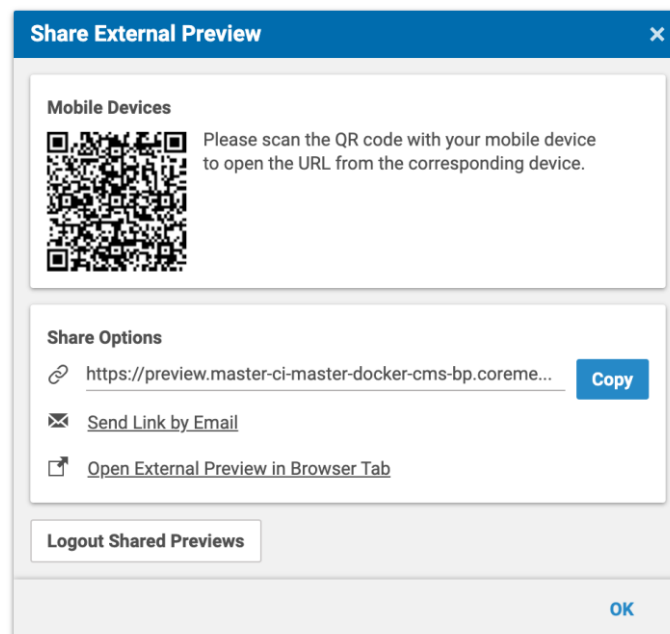 Share External Preview
Mobile Devices
Please scan the QR code with your mobile device
to open the URL from the corresponding device.
Share Options
https://preview.master-ci-master-docker-cms-bp.coreme...
Copy
Send Link by Email
Open External Preview in Browser Tab
Logout Shared Previews
OK